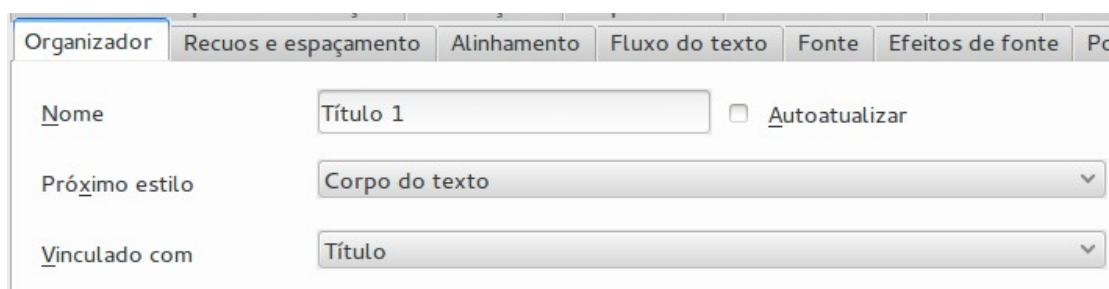 Organizador Recuos e espaçamento Alinhamento Fluxo do texto Fonte Efeitos de fonte
Nome Título 1 Autoatualizar
Próximo estilo Corpo do texto
Vinculado com Título